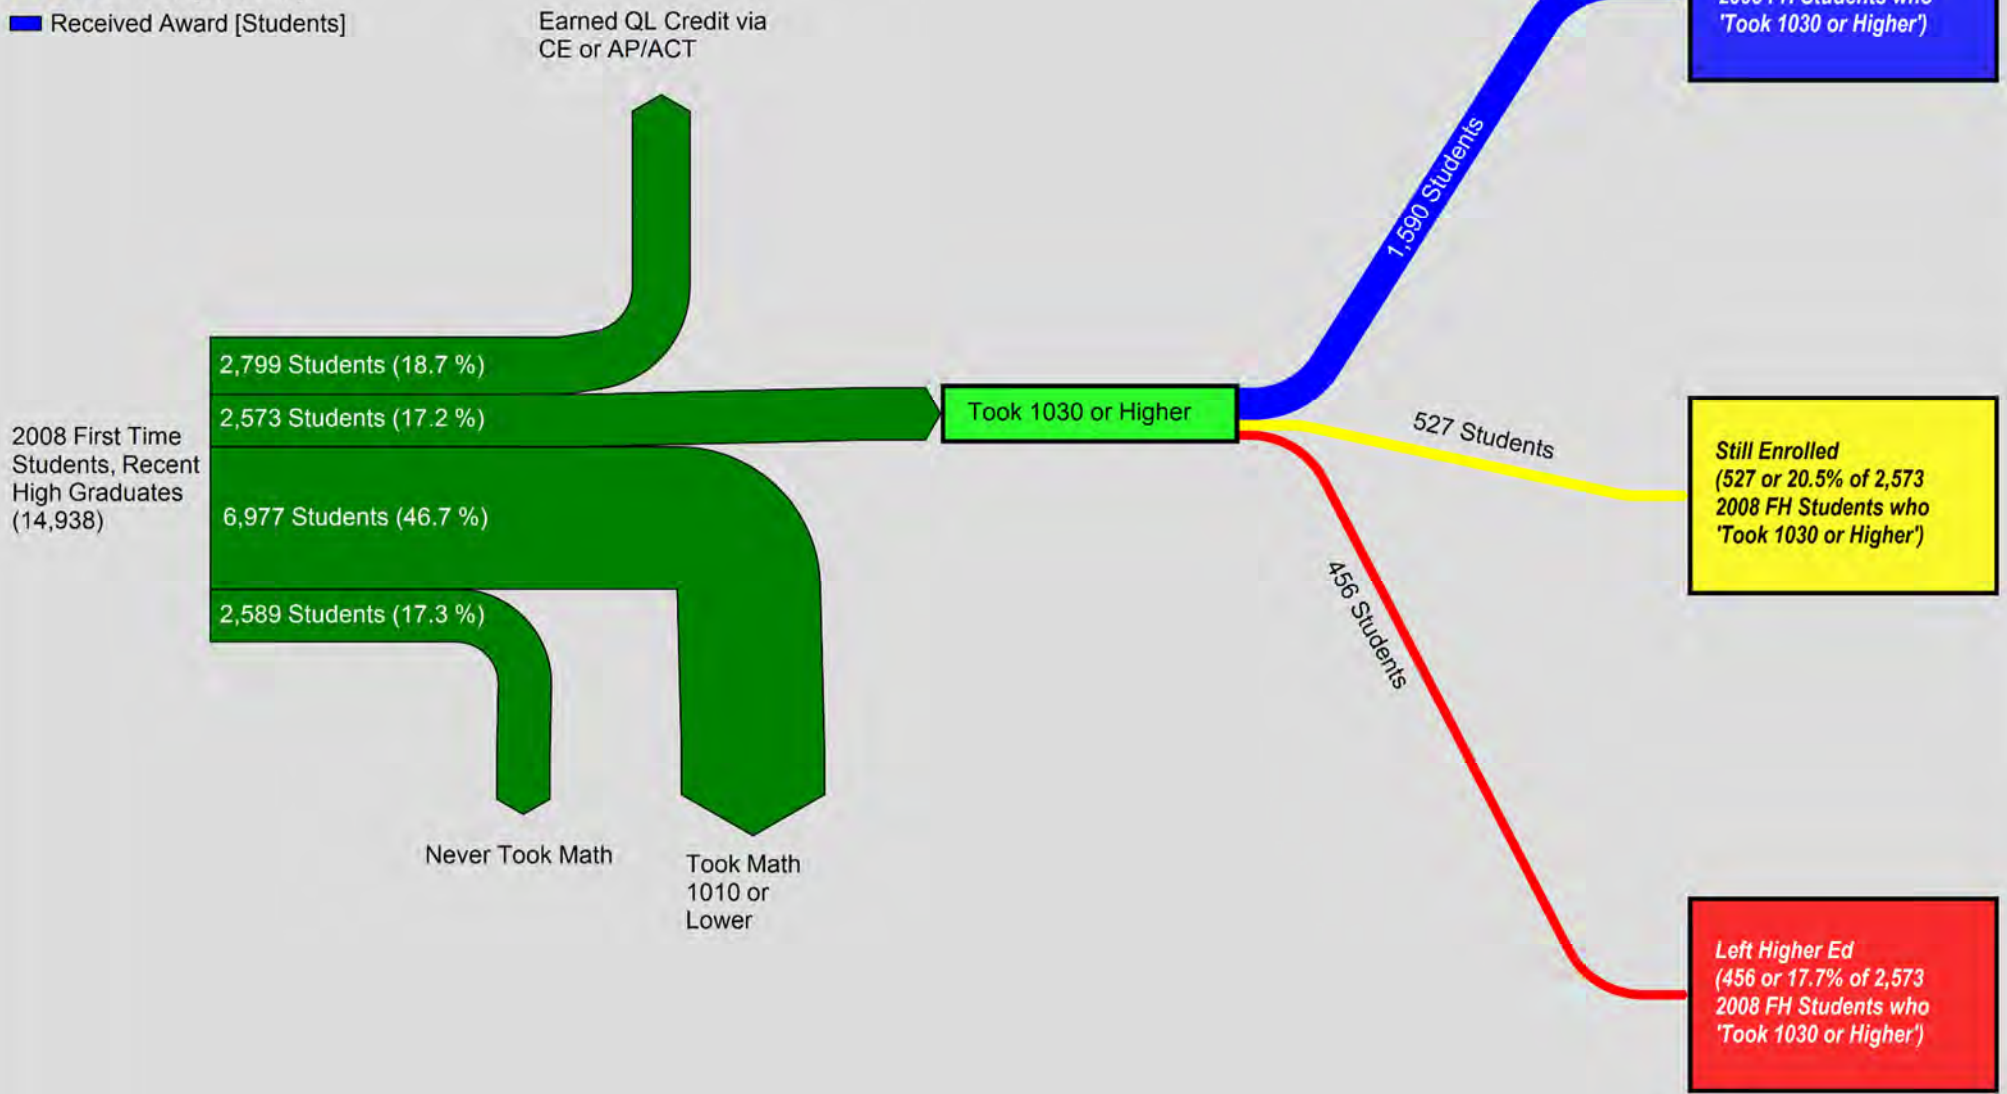 Received Award [Students]
Earned QL Credit via
CE or AP/ACT
2008 FH Students who
'Took 1030 or Higher')
1,590 Students
2,799 Students (18.7 %)
2,573 Students (17.2 %)
2008 First Time
Students, Recent
High Graduates
(14,938)
6,977 Students (46.7 %)
2,589 Students (17.3 %)
Took 1030 or Higher
527 Students
Still Enrolled
(527 or 20.5% of 2,573
2008 FH Students who
'Took 1030 or Higher')
456 Students
Never Took Math
Took Math
1010 or
Lower
Left Higher Ed
(456 or 17.7% of 2,573
2008 FH Students who
'Took 1030 or Higher')